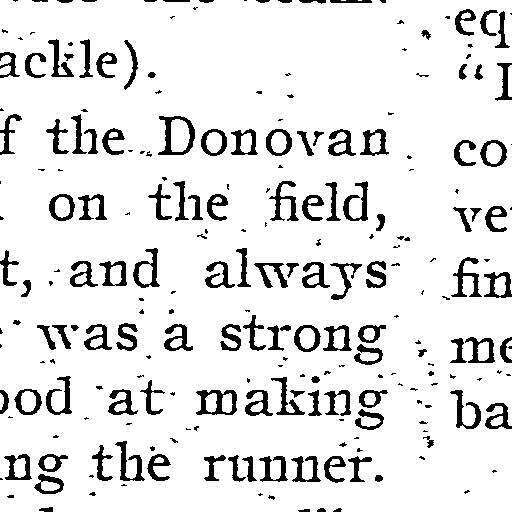 ackle).
f the Donovan
on the field,
t, and always
was a strong
ood at making
ng the runner.
eq
"I
co
ve
fin
me
ba